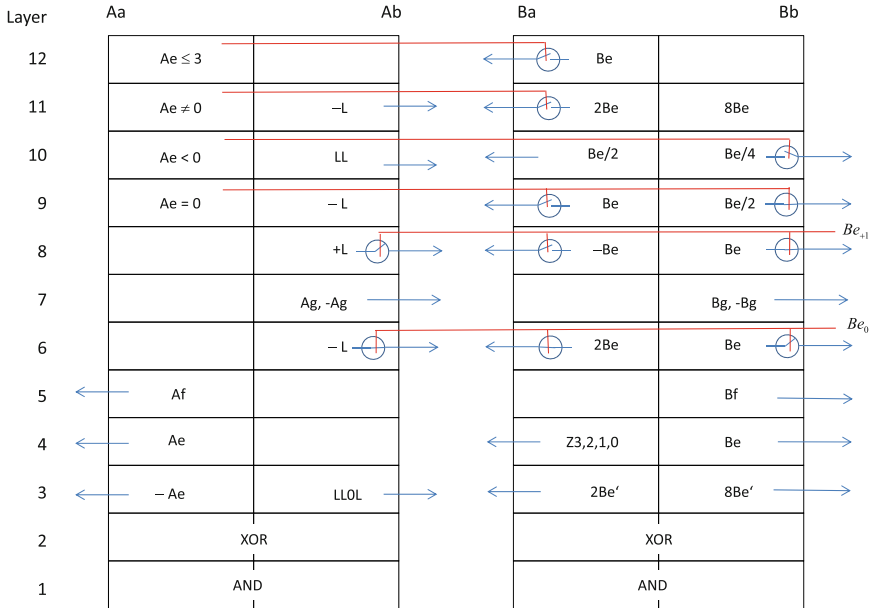 Layer Aa Ab Ba Bb
12 Ae ≤ 3 Be
11 Ae ≠ 0 –L 2Be 8Be
10 Ae < 0 LL Be/2 Be/4
9 Ae = 0 – L Be Be/2
8 +L –Be Be Be+1
7 Ag, -Ag Bg, -Bg
6 – L 2Be Be Be0
5 Af Bf
4 Ae Z3,2,1,0 Be
3 – Ae LL0L 2Be‘ 8Be‘
2 XOR XOR
1 AND AND